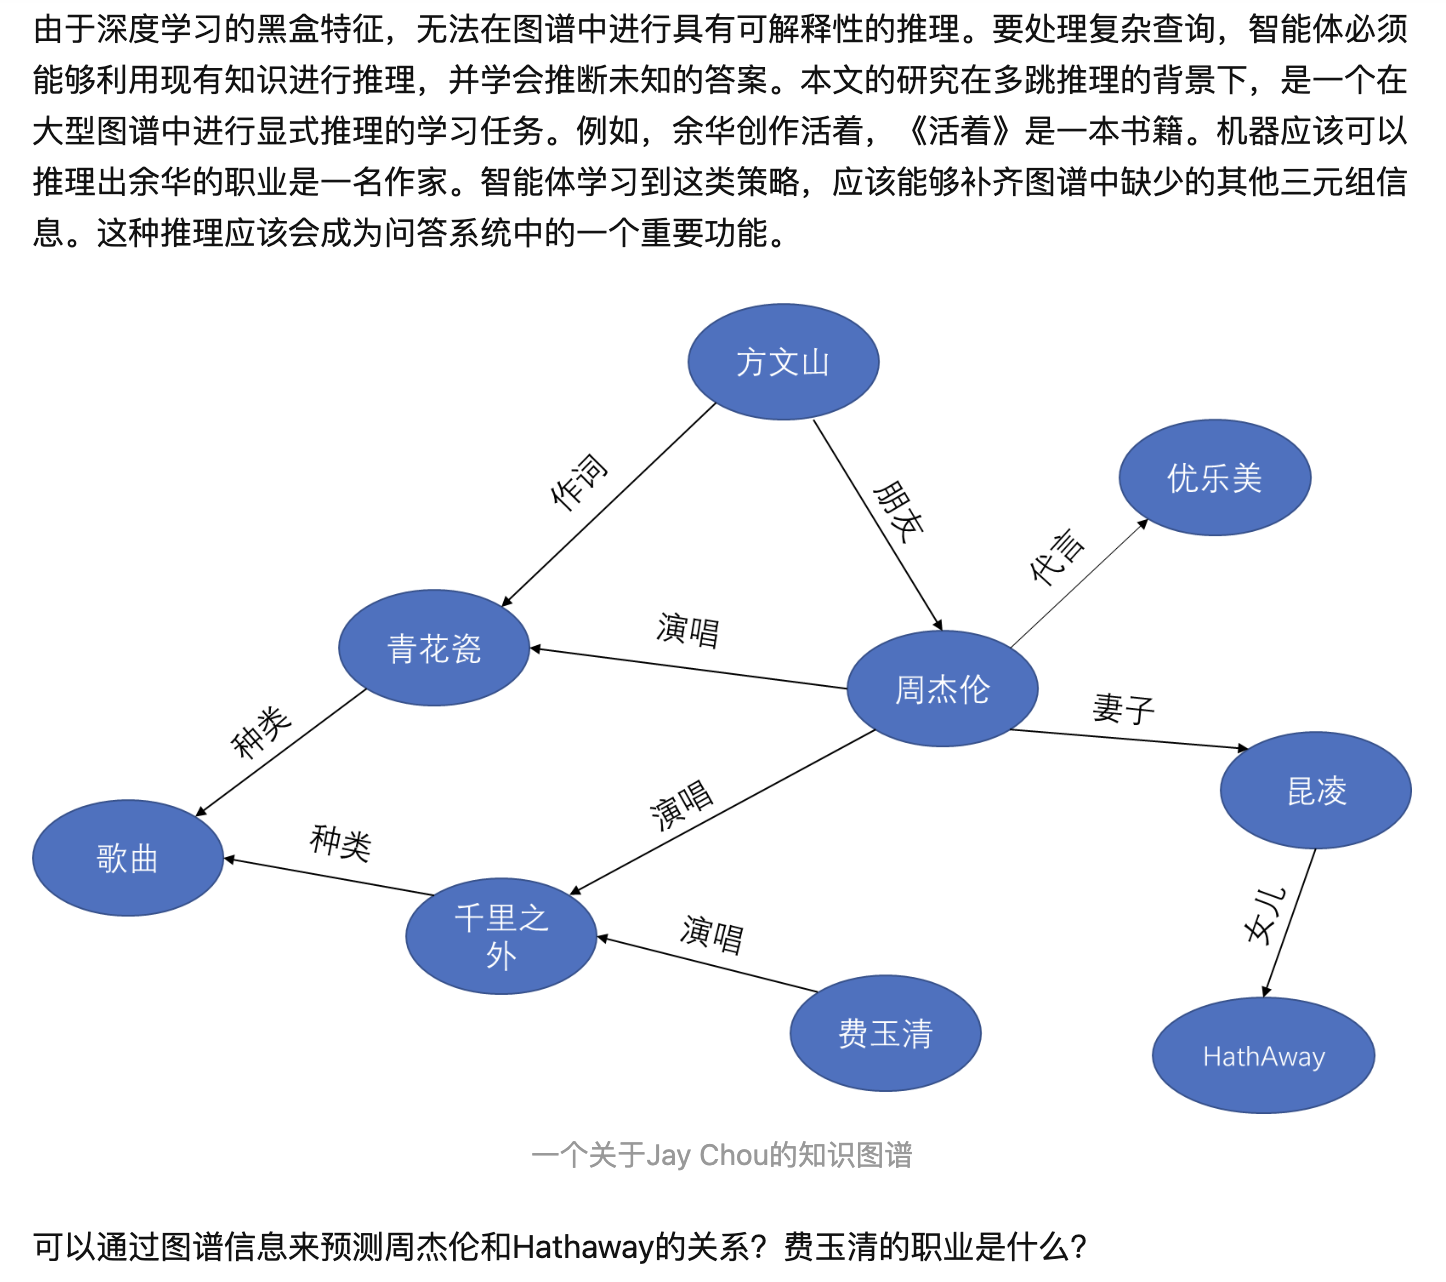 由于深度学习的黑盒特征，无法在图谱中进行具有可解释性的推理。要处理复杂查询，智能体必须
能够利用现有知识进行推理，并学会推断未知的答案。本文的研究在多跳推理的背景下，是一个在
大型图谱中进行显式推理的学习任务。例如，余华创作活着，《活着》是一本书籍。机器应该可以
推理出余华的职业是一名作家。智能体学习到这类策略，应该能够补齐图谱中缺少的其他三元组信
息。这种推理应该会成为问答系统中的一个重要功能。
方文山
作词
朋友
优乐美
代言
青花瓷
演唱
周杰伦
妻子
种类
昆凌
演唱
歌曲
种类
千里之
外
演唱
女儿
费玉清
HathAway
一个关于Jay Chou的知识图谱
可以通过图谱信息来预测周杰伦和Hathaway的关系？费玉清的职业是什么？